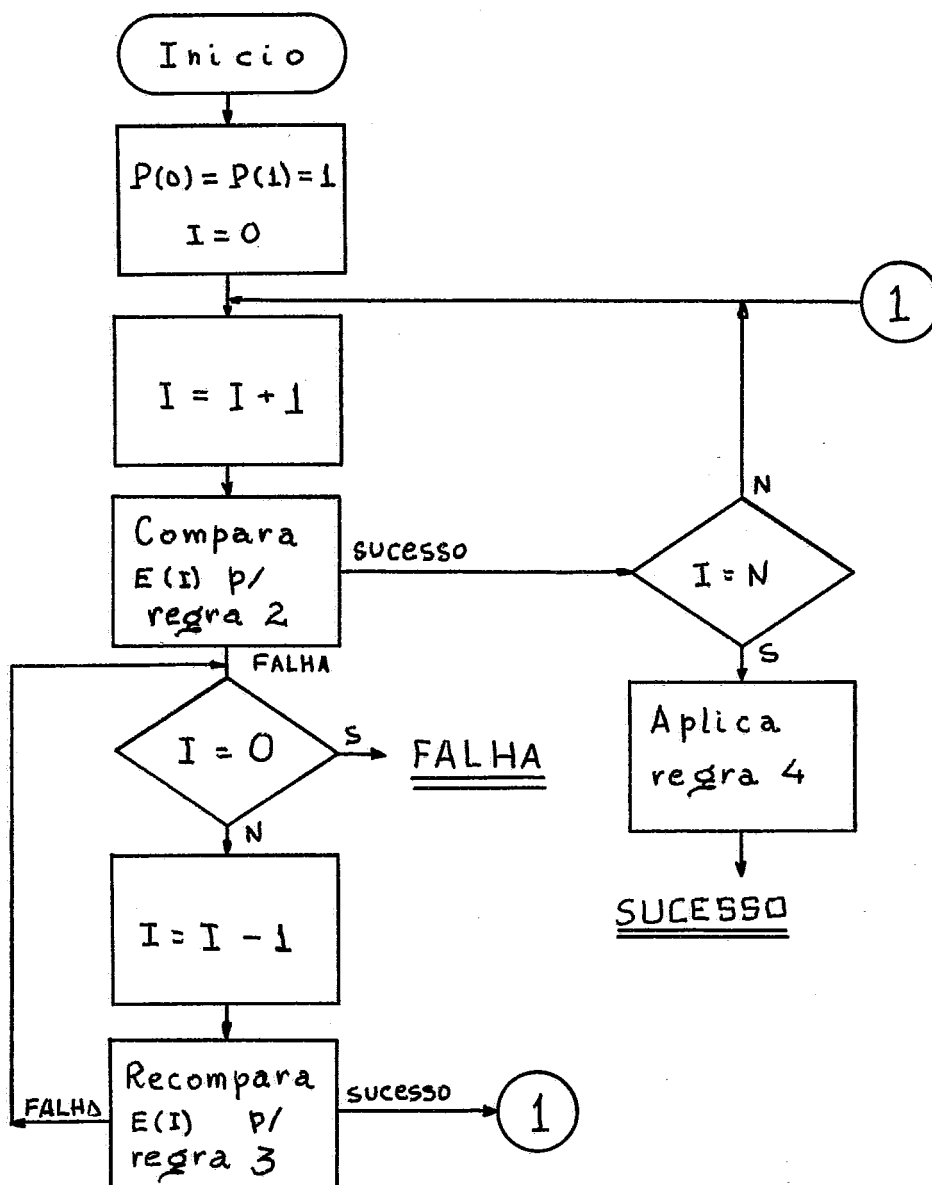 Inicio
P(0) = P(1) = 1
I = 0
1
I = I + 1
Compara
E(I) p/
regra 2
sucesso
I = N
N
S
FALHA
I = 0
S
FALHA
N
Aplica
regra 4
SUCESSO
I = I - 1
Recompara
E(I) p/
regra 3
sucesso
1
FALHA